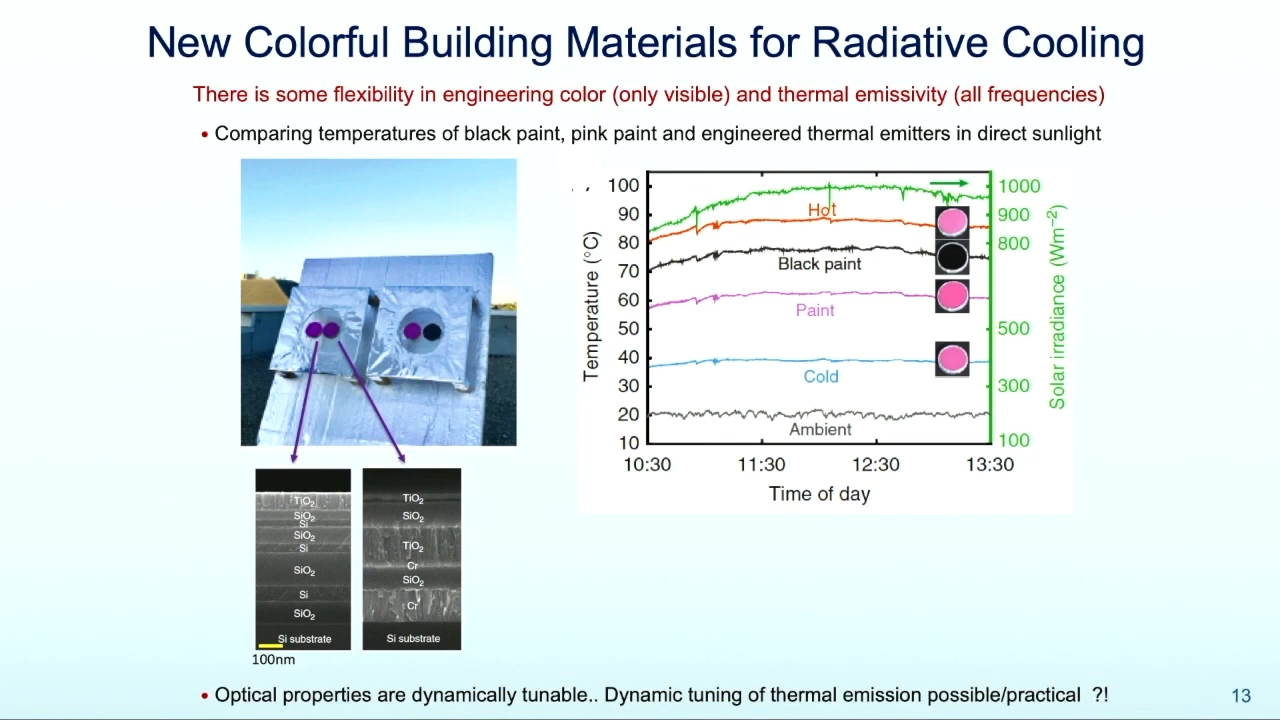 New Colorful Building Materials for Radiative Cooling
There is some flexibility in engineering color (only visible) and thermal emissivity (all frequencies)
• Comparing temperatures of black paint, pink paint and engineered thermal emitters in direct sunlight
100
90
80
70
60
50
40
30
20
10
Temperature (°C)
Hot
Black paint
Paint
Cold
Ambient
1000
900
800
500
300
100
Solar irradiance (Wm⁻²)
10:30 11:30 12:30 13:30
Time of day
TiO₂
SiO₂
Si
SiO₂
Si
SiO₂
Si
SiO₂
Si substrate
100nm
TiO₂
SiO₂
TiO₂
Cr
SiO₂
Cr
Si substrate
• Optical properties are dynamically tunable.. Dynamic tuning of thermal emission possible/practical ?!
13